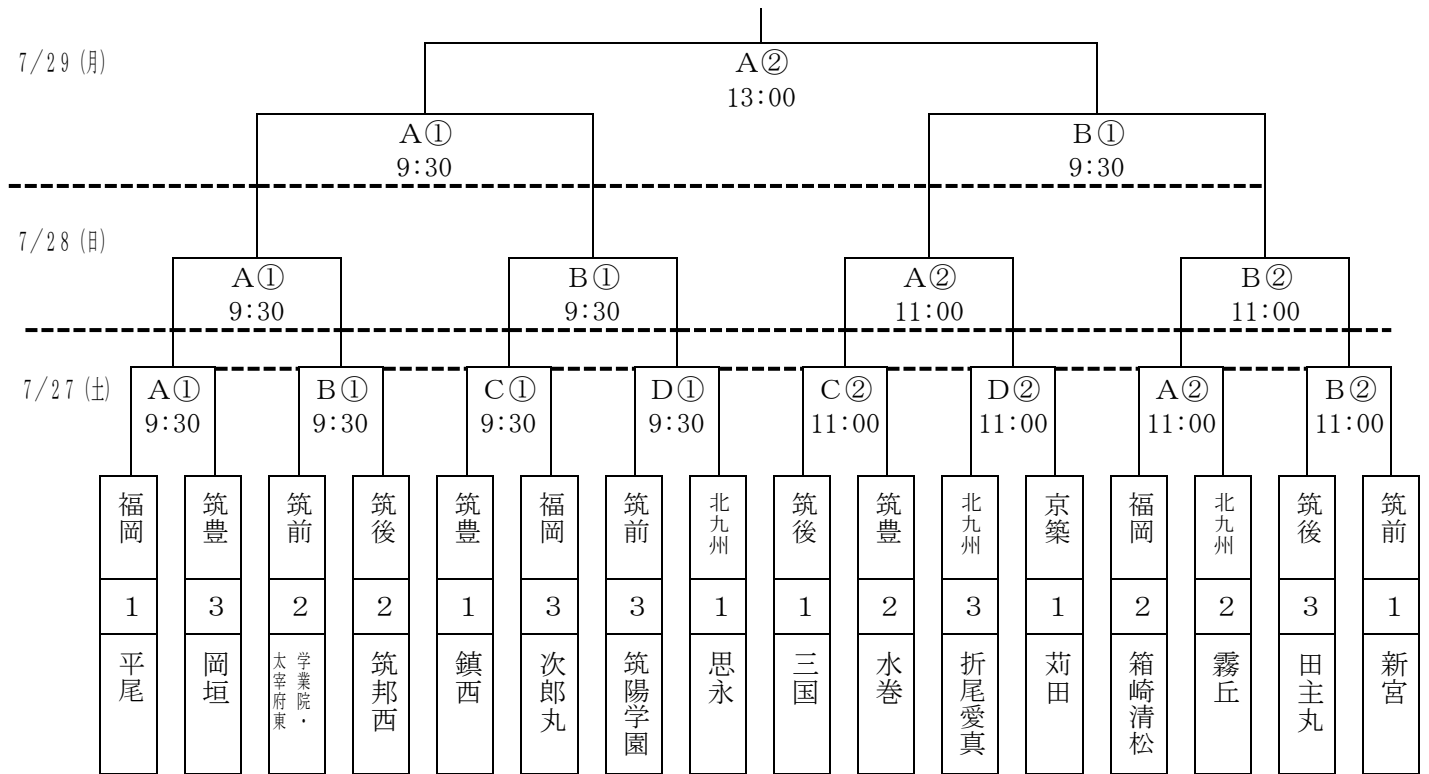 7/29 (月)
A②
13:00
A① B①
9:30 9:30
7/28 (日)
A① B① A② B②
9:30 9:30 11:00 11:00
7/27 (土)
A① B① C① D① C② D② A② B②
9:30 9:30 9:30 9:30 11:00 11:00 11:00 11:00
福岡 筑豊 筑前 筑後 筑豊 福岡 筑前 北九州 筑後 筑豊 北九州 京築 福岡 北九州 筑後 筑前
1 3 2 2 1 3 3 1 1 2 3 1 2 2 3 1
平尾 岡垣 学業院・太宰府東 筑邦西 鎮西 次郎丸 筑陽学園 思永 三国 水巻 折尾愛真 苅田 箱崎清松 霧丘 田主丸 新宮